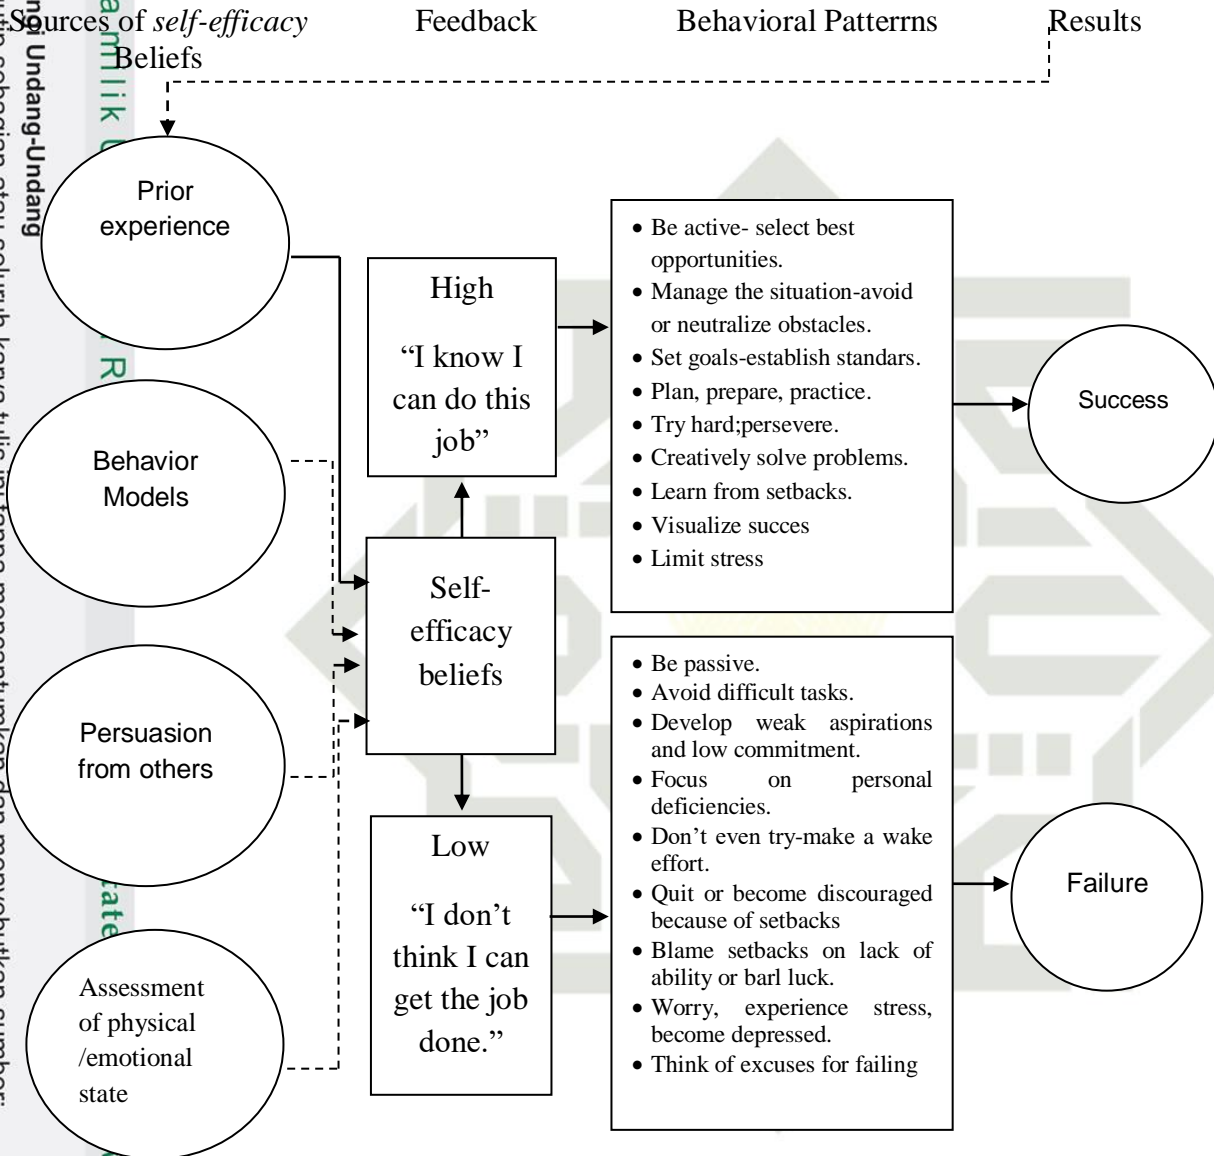 Sources of self-efficacy
Beliefs
Feedback
Behavioral Patterrns
Results
Prior
experience
Behavior
Models
Persuasion
from others
Assessment
of physical
/emotional
state
High
“I know I
can do this
job”
Self-
efficacy
beliefs
Low
“I don’t
think I can
get the job
done.”
• Be active- select best
opportunities.
• Manage the situation-avoid
or neutralize obstacles.
• Set goals-establish standars.
• Plan, prepare, practice.
• Try hard;persevere.
• Creatively solve problems.
• Learn from setbacks.
• Visualize succes
• Limit stress
• Be passive.
• Avoid difficult tasks.
• Develop weak aspirations
and low commitment.
• Focus on personal
deficiencies.
• Don’t even try-make a wake
effort.
• Quit or become discouraged
because of setbacks
• Blame setbacks on lack of
ability or barl luck.
• Worry, experience stress,
become depressed.
• Think of excuses for failing
Success
Failure
Undang-Undang
milik